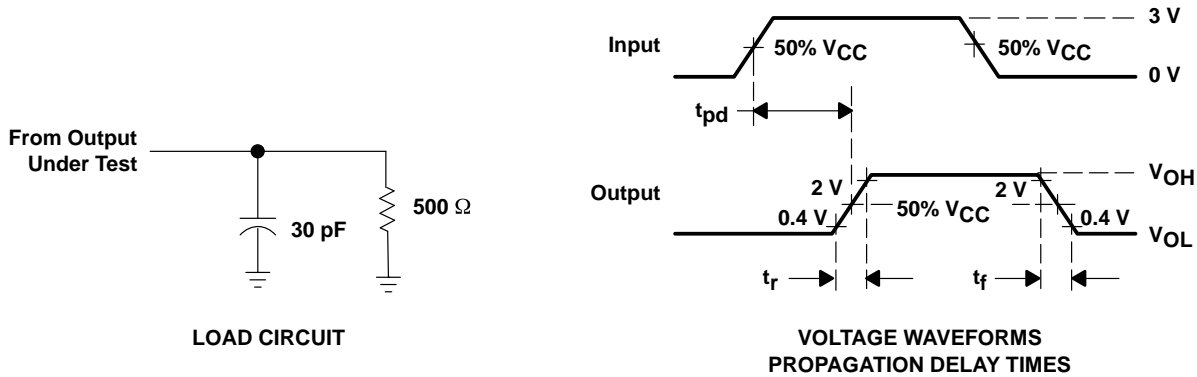 From Output
Under Test
30 pF
500 Ω
LOAD CIRCUIT
Input
50% VCC
50% VCC
3 V
0 V
tpd
Output
2 V
0.4 V
50% VCC
2 V
0.4 V
VOH
VOL
tr
tf
VOLTAGE WAVEFORMS
PROPAGATION DELAY TIMES